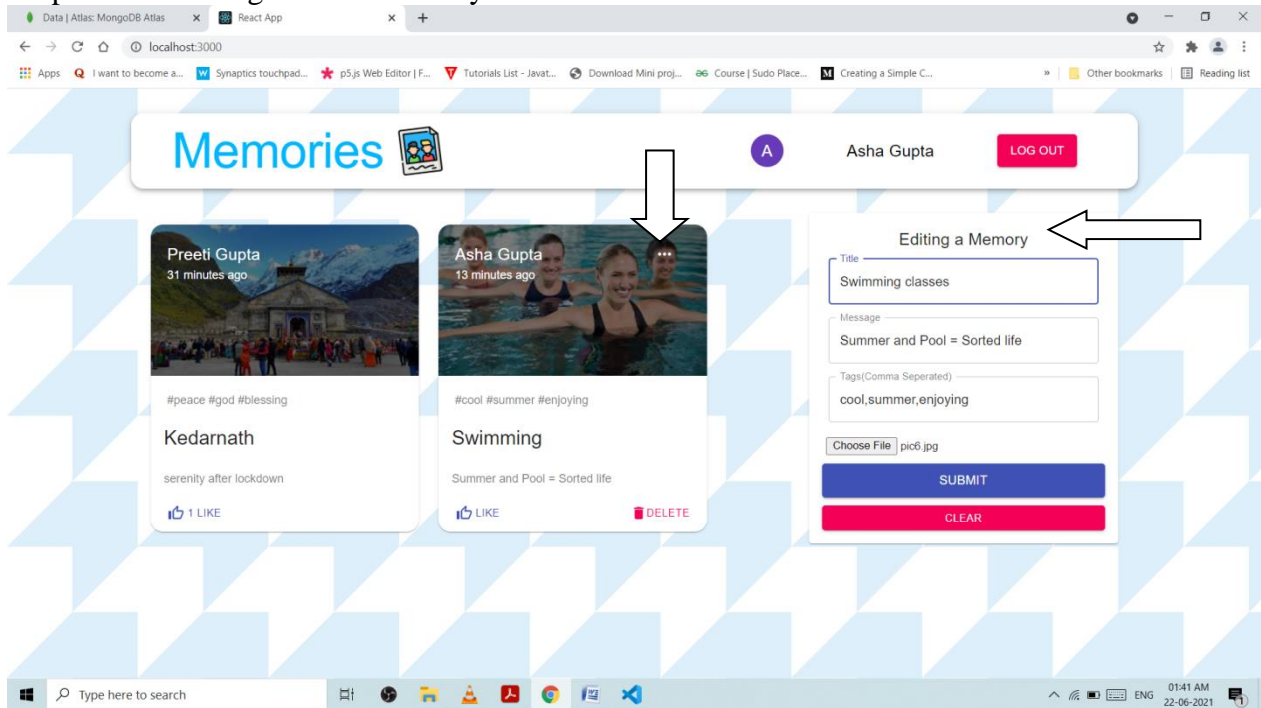 Data | Atlas: MongoDB Atlas
React App
localhost:3000
Apps
I want to become a...
Synaptics touchpad...
p5.js Web Editor | F...
Tutorials List - Javat...
Download Mini proj...
Course | Sudo Place...
Creating a Simple C...
»
Other bookmarks
Reading list
Memories
A
Asha Gupta
LOG OUT
Preeti Gupta
31 minutes ago
#peace #god #blessing
Kedarnath
serenity after lockdown
1 LIKE
Asha Gupta
13 minutes ago
#cool #summer #enjoying
Swimming
Summer and Pool = Sorted life
LIKE
DELETE
Editing a Memory
Title
Swimming classes
Message
Summer and Pool = Sorted life
Tags(Comma Seperated)
cool,summer,enjoying
Choose File pic6.jpg
SUBMIT
CLEAR
Type here to search
ENG
01:41 AM
22-06-2021
1